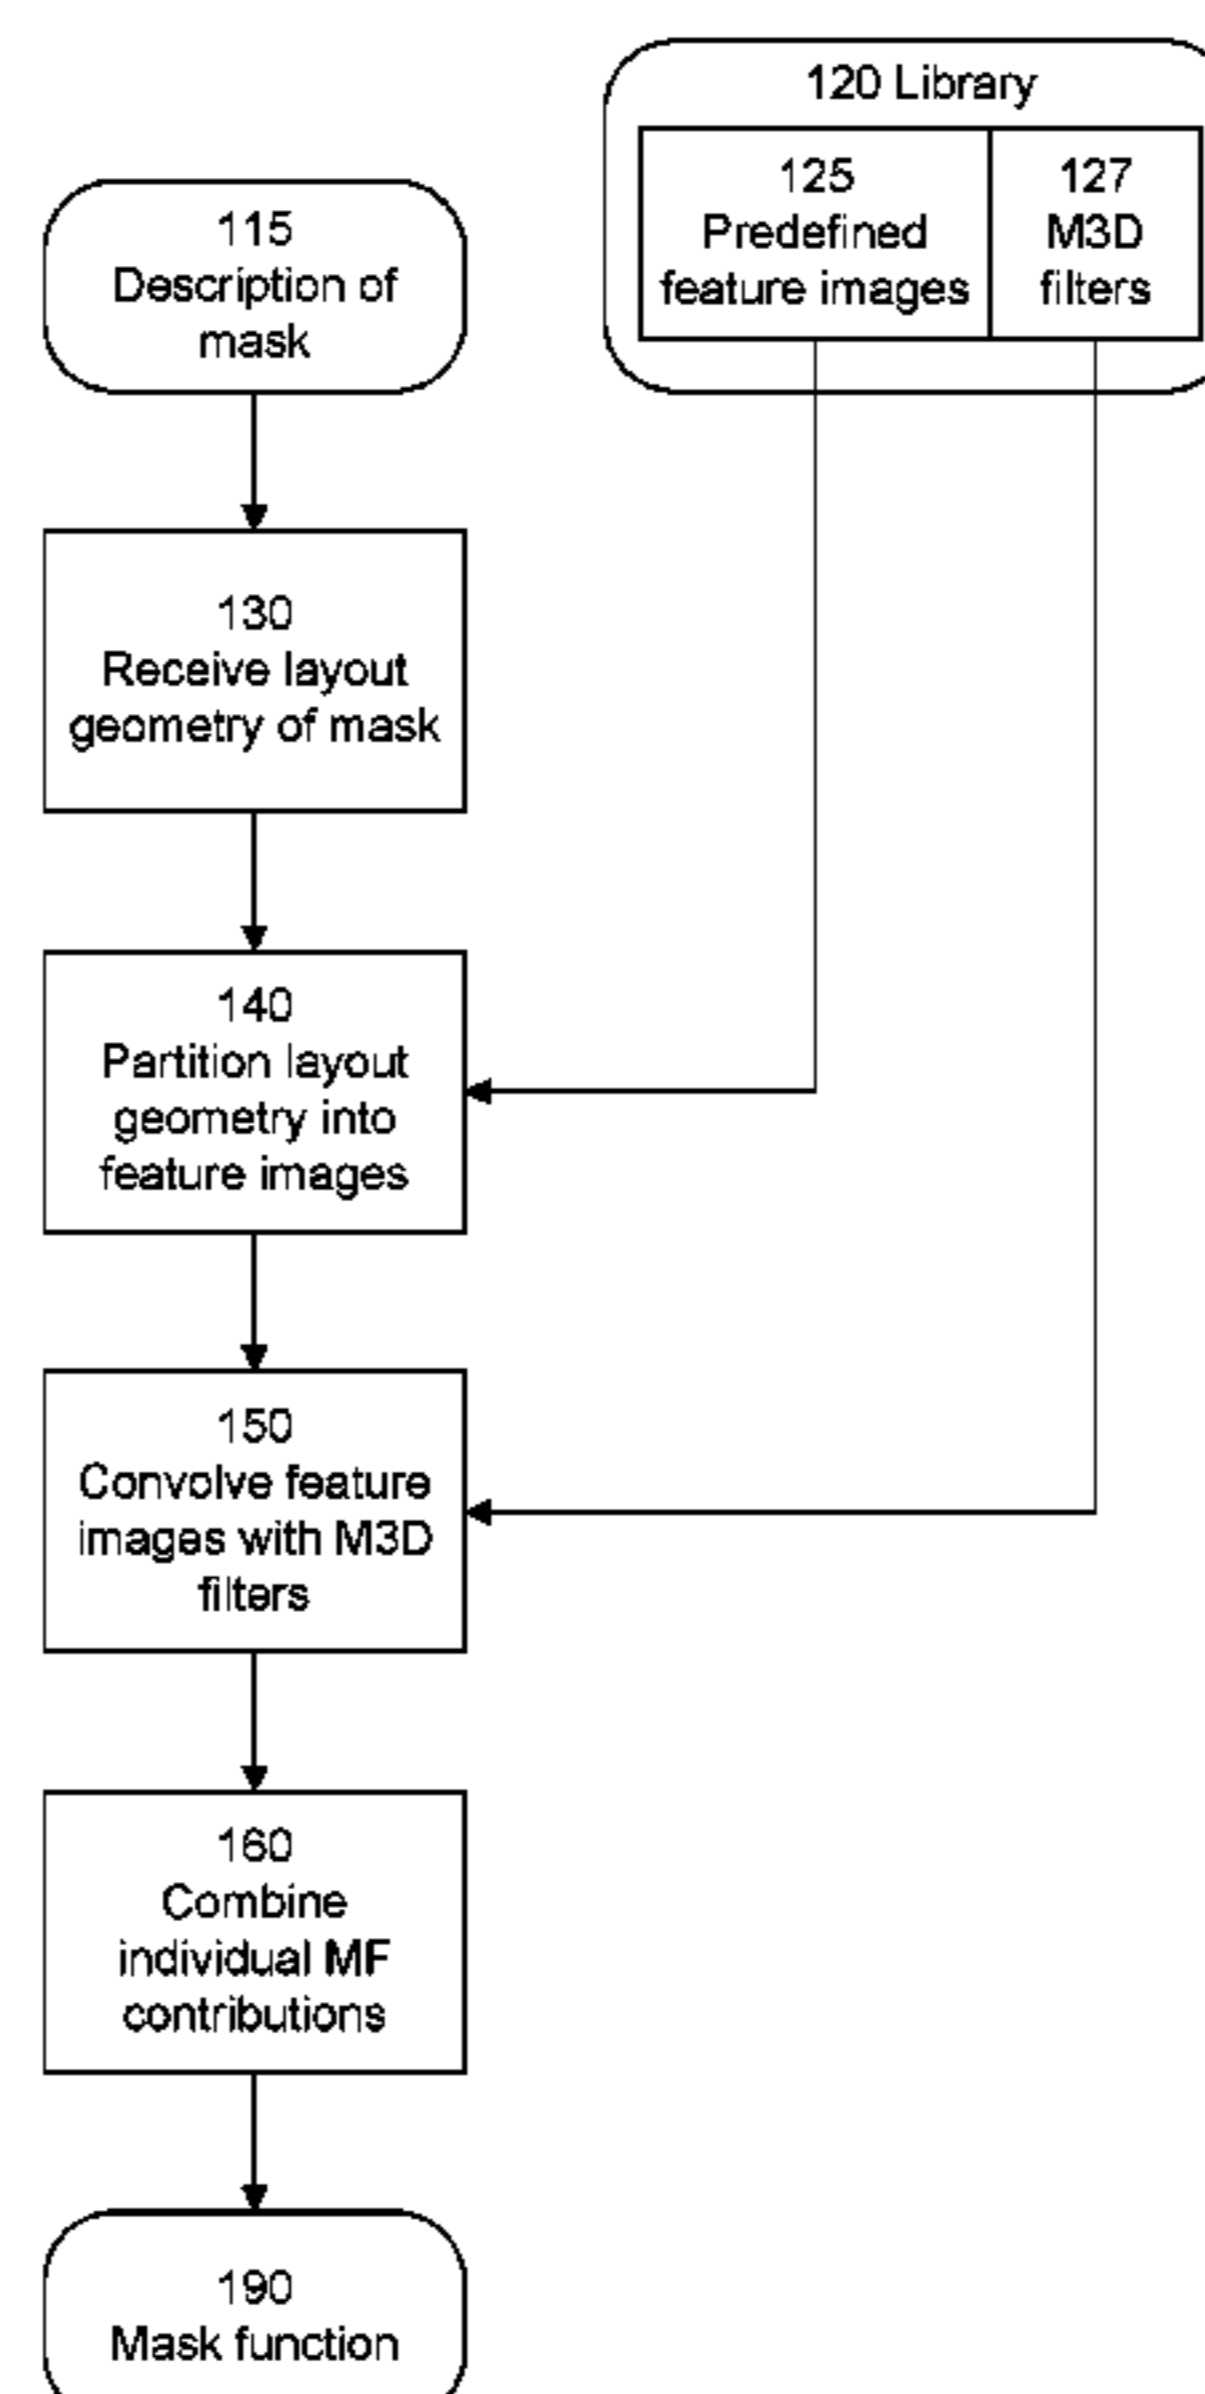 120 Library
125
Predefined
feature images
127
M3D
filters
115
Description of
mask
130
Receive layout
geometry of mask
140
Partition layout
geometry into
feature images
150
Convolve feature
images with M3D
filters
160
Combine
individual MF
contributions
190
Mask function